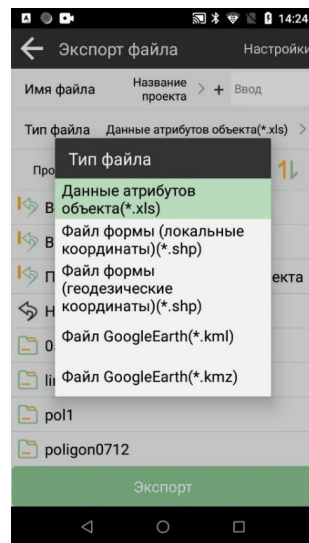 14:24
Экспорт файла Настройки
Имя файла Название проекта > + Ввод
Тип файла Данные атрибутов объекта(*.xls) >
Тип файла
Данные атрибутов
объекта(*.xls)
Файл формы (локальные
координаты)(*.shp)
Файл формы
(геодезические
координаты)(*.shp)
Файл GoogleEarth(*.kml)
Файл GoogleEarth(*.kmz)
pol1
poligon0712
Экспорт